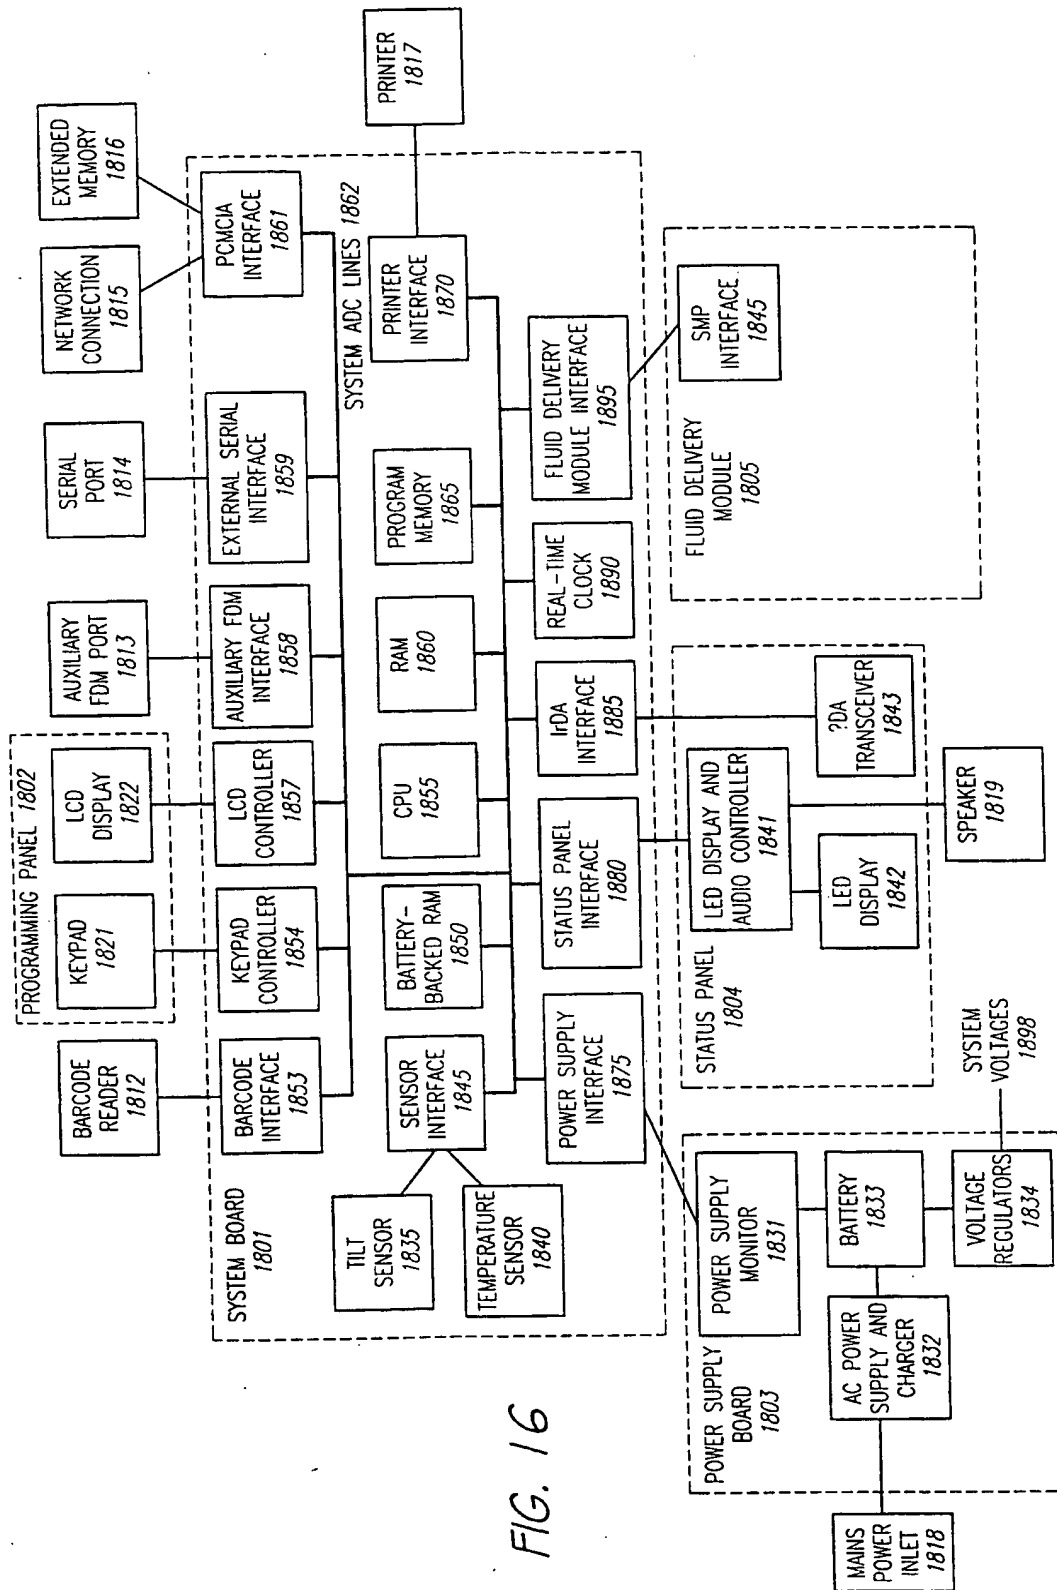 PROGRAMMING PANEL 1802
BARCODE
READER
1812
KEYPAD
1821
LCD
DISPLAY
1822
AUXILIARY
FDM PORT
1813
SERIAL
PORT
1814
NETWORK
CONNECTION
1815
EXTENDED
MEMORY
1816
SYSTEM BOARD
1801
BARCODE
INTERFACE
1853
KEYPAD
CONTROLLER
1854
LCD
CONTROLLER
1857
AUXILIARY FDM
INTERFACE
1858
EXTERNAL SERIAL
INTERFACE
1859
PCMCIA
INTERFACE
1861
SYSTEM ADC LINES 1862
TILT
SENSOR
1835
TEMPERATURE
SENSOR
1840
SENSOR
INTERFACE
1845
BATTERY-
BACKED RAM
1850
CPU
1855
RAM
1860
PROGRAM
MEMORY
1865
PRINTER
INTERFACE
1870
PRINTER
1817
POWER SUPPLY
INTERFACE
1875
STATUS PANEL
INTERFACE
1880
IrDA
INTERFACE
1885
REAL-TIME
CLOCK
1890
FLUID DELIVERY
MODULE INTERFACE
1895
POWER SUPPLY
BOARD
1803
POWER SUPPLY
MONITOR
1831
MAINS
POWER
INLET
1818
AC POWER
SUPPLY AND
CHARGER
1832
BATTERY
1833
VOLTAGE
REGULATORS
1834
SYSTEM
VOLTAGES
1898
STATUS PANEL
1804
LED DISPLAY AND
AUDIO CONTROLLER
1841
LED
DISPLAY
1842
?DA
TRANSCEIVER
1843
SPEAKER
1819
FLUID DELIVERY
MODULE
1805
SMP
INTERFACE
1845
FIG. 16